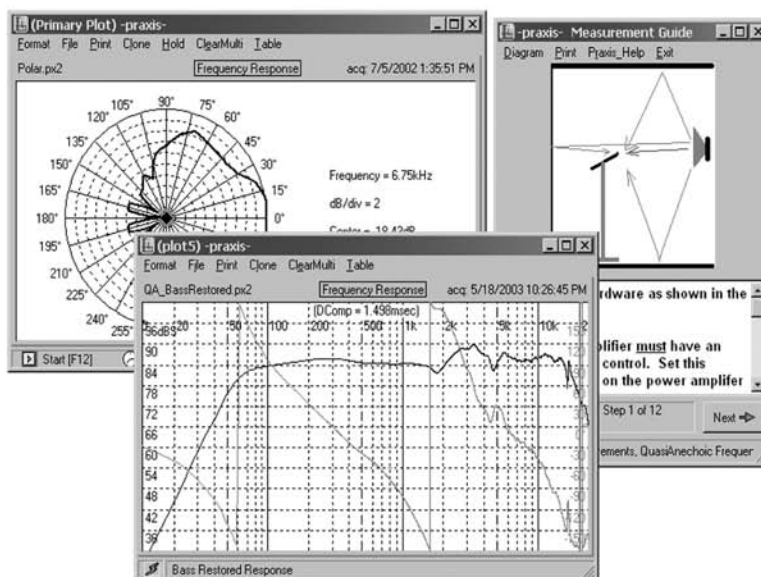 (Primary Plot) -praxis-
Format File Print Clone Hold ClearMulti Table
Polar.px2 Frequency Response acq: 7/5/2002 1:35:51 PM
90°
105° 75°
120° 60°
135° 45°
150° 30°
165° 15°
180° 0°
195°
210°
225°
240°
255°
Frequency = 6.75kHz
dB/div = 2
Center = -18.42dB
Start [F12]
-praxis- Measurement Guide
Diagram Print Praxis_Help Exit
rdware as shown in the
plifier must have an
control. Set this
on the power amplifer
Step 1 of 12 Next
ements, QuasiAnechoic Frequer
(plot5) -praxis-
Format File Print Clone ClearMulti Table
QA_BassRestored.px2 Frequency Response acq: 5/18/2003 10:26:45 PM
(DComp = 1.498msec)
20 50 100 200 500 1k 2k 5k 10k 2
96dBS
90
84
78
72
66
60
54
48
42
36
Bass Restored Response